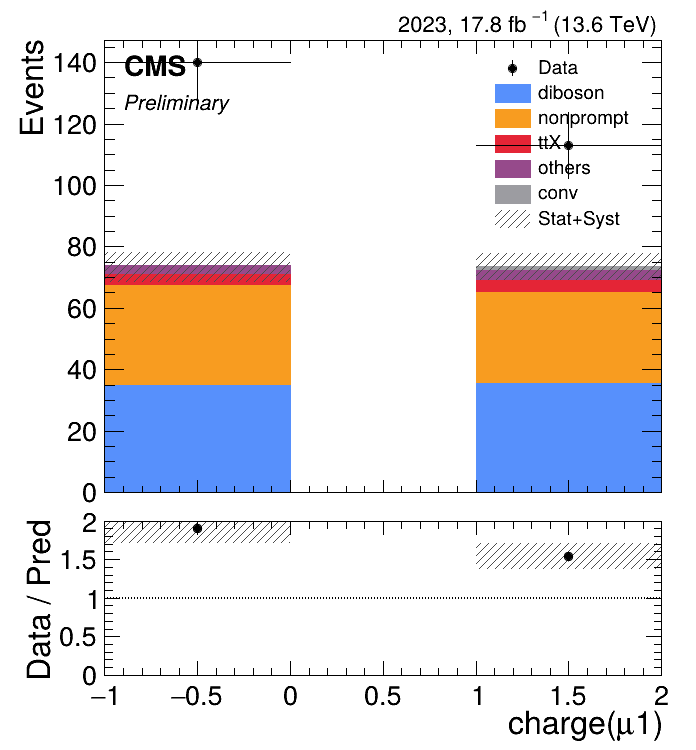 2023, 17.8 fb⁻¹ (13.6 TeV)
CMS
Preliminary
Events
140
120
100
80
60
40
20
0
Data
diboson
nonprompt
ttX
others
conv
Stat+Syst
Data / Pred
2
1.5
1
0.5
0
−1
−0.5
0
0.5
1
1.5
2
charge(μ1)